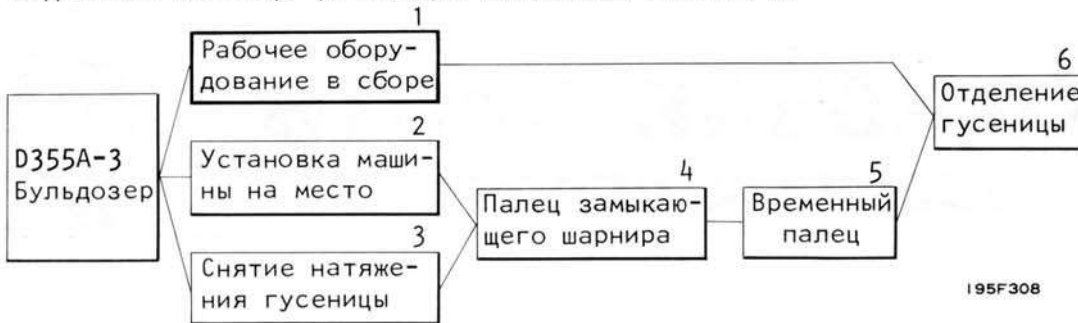 1
Рабочее обору-
дование в сборе
6
Отделение
гусеницы
2
D355A-3
Бульдозер
Установка маши-
ны на место
4
Палец замыкаю-
щего шарнира
5
Временный
палец
3
Снятие натяже-
ния гусеницы
195F308